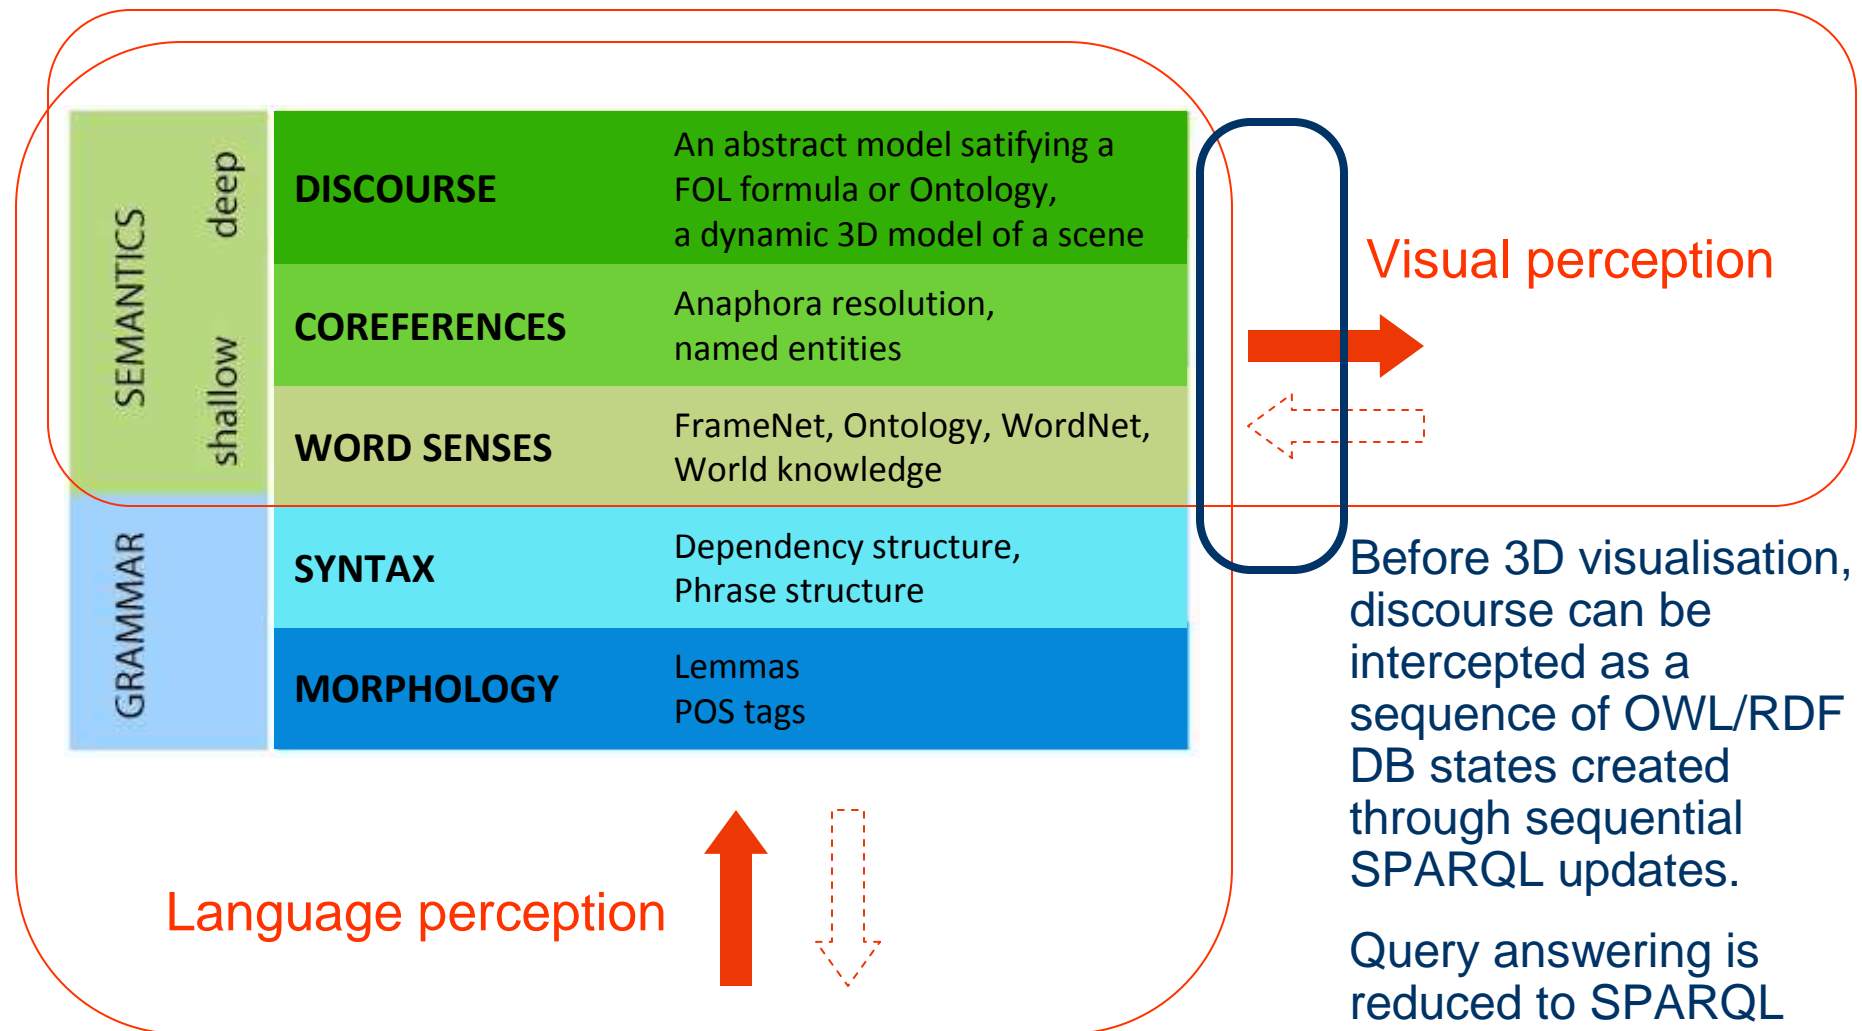 SEMANTICS
deep
shallow
DISCOURSE
An abstract model satifying a
FOL formula or Ontology,
a dynamic 3D model of a scene
COREFERENCES
Anaphora resolution,
named entities
WORD SENSES
FrameNet, Ontology, WordNet,
World knowledge
GRAMMAR
SYNTAX
Dependency structure,
Phrase structure
MORPHOLOGY
Lemmas
POS tags
Visual perception
Language perception
Before 3D visualisation,
discourse can be
intercepted as a
sequence of OWL/RDF
DB states created
through sequential
SPARQL updates.
Query answering is
reduced to SPARQL